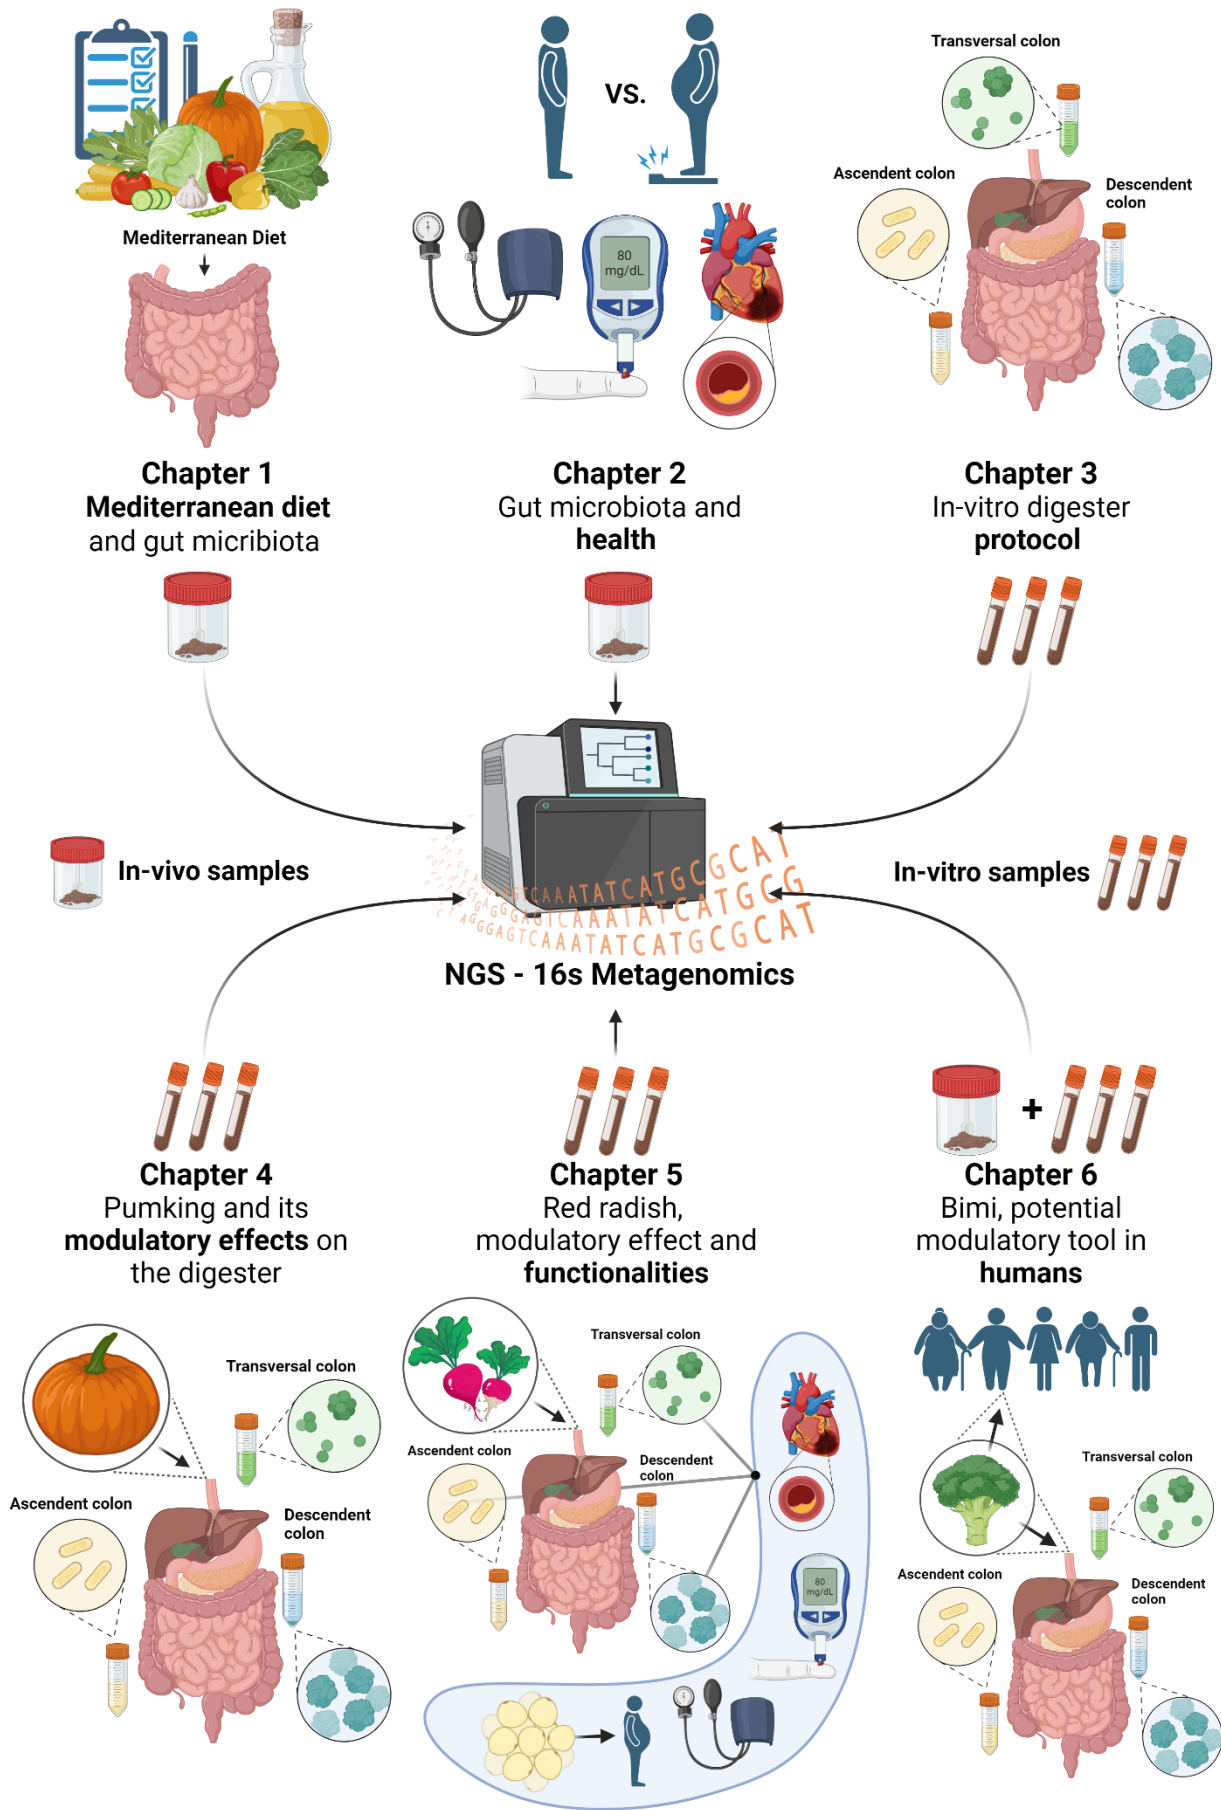 Mediterranean Diet
VS.
80
mg/dL
Transversal colon
Ascendent colon
Descendent
colon
Chapter 1
Mediterranean diet
and gut micribiota
Chapter 2
Gut microbiota and
health
Chapter 3
In-vitro digester
protocol
In-vivo samples
In-vitro samples
NGS - 16s Metagenomics
Chapter 4
Pumking and its
modulatory effects on
the digester
Chapter 5
Red radish,
modulatory effect and
functionalities
+
Chapter 6
Bimi, potential
modulatory tool in
humans
Transversal colon
Ascendent colon
Descendent
colon
Transversal colon
Ascendent colon
Descendent
colon
80
mg/dL
Transversal colon
Ascendent colon
Descendent
colon